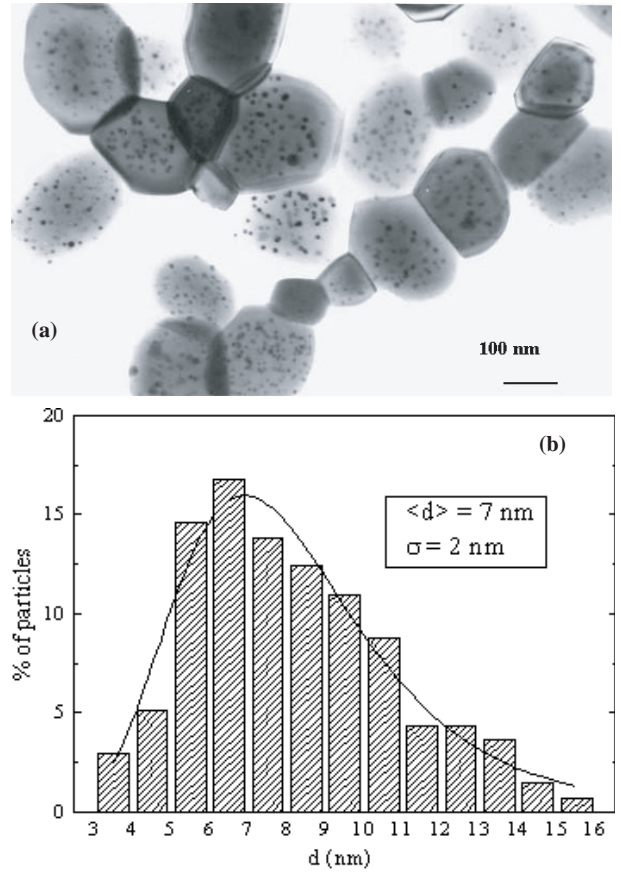 (a)
100 nm
20
(b)
<d> = 7 nm
σ = 2 nm
15
10
5
0
% of particles
3 4 5 6 7 8 9 10 11 12 13 14 15 16
d (nm)